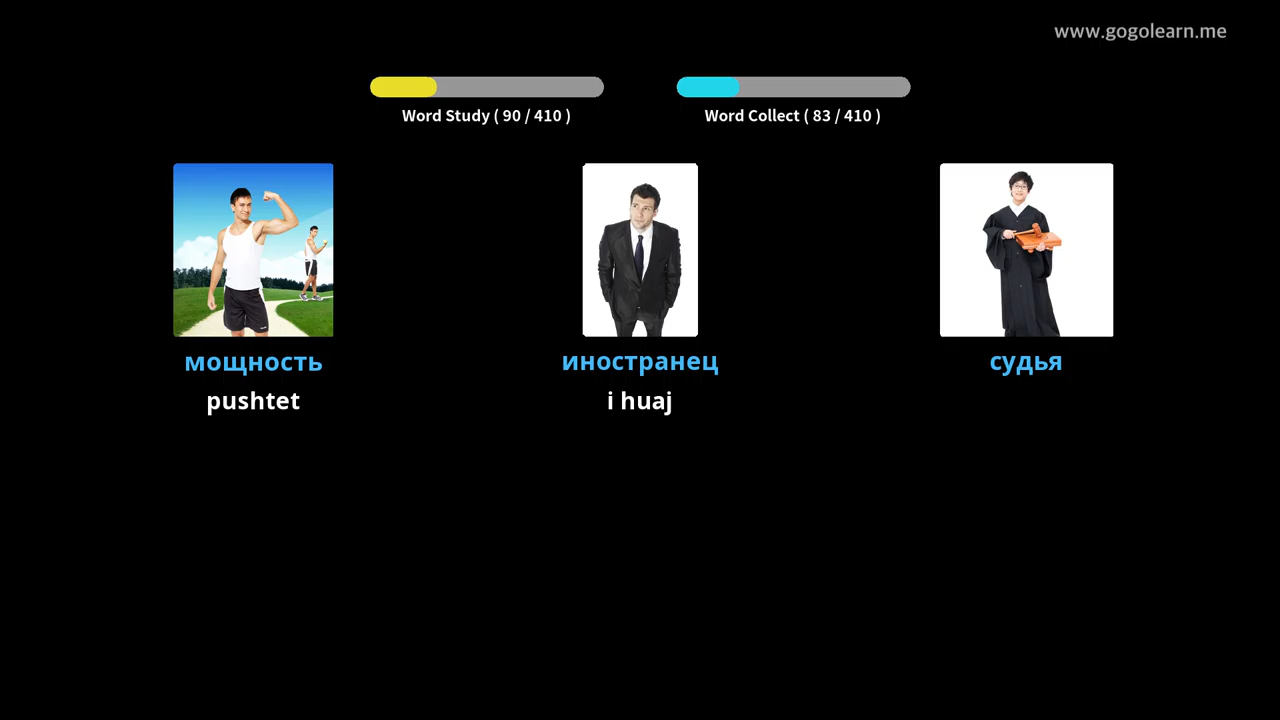 www.gogolearn.me
Word Study ( 90 / 410 )
Word Collect ( 83 / 410 )
мощность
иностранец
судья
pushtet
i huaj